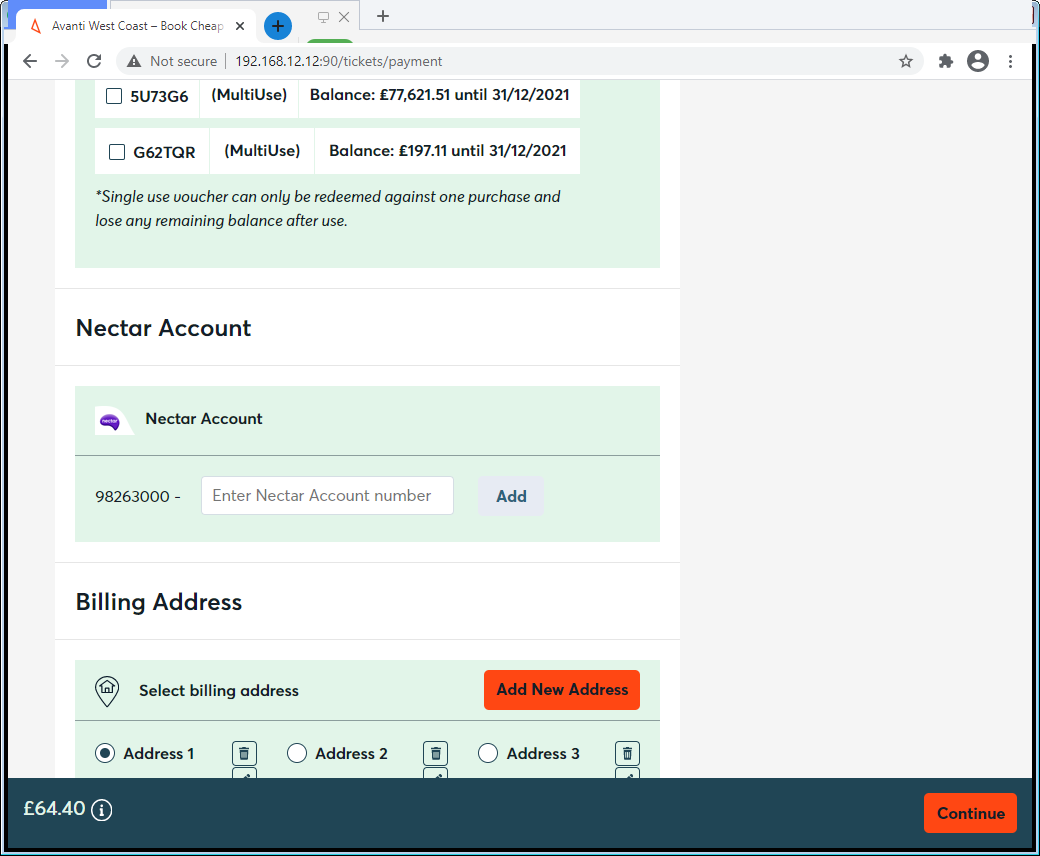 Avanti West Coast – Book Cheap
Not secure 192.168.12.12:90/tickets/payment
5U73G6 (MultiUse) Balance: £77,621.51 until 31/12/2021
G62TQR (MultiUse) Balance: £197.11 until 31/12/2021
*Single use voucher can only be redeemed against one purchase and
lose any remaining balance after use.
Nectar Account
nectar Nectar Account
98263000 - Enter Nectar Account number Add
Billing Address
Select billing address Add New Address
Address 1 Address 2 Address 3
£64.40 Continue